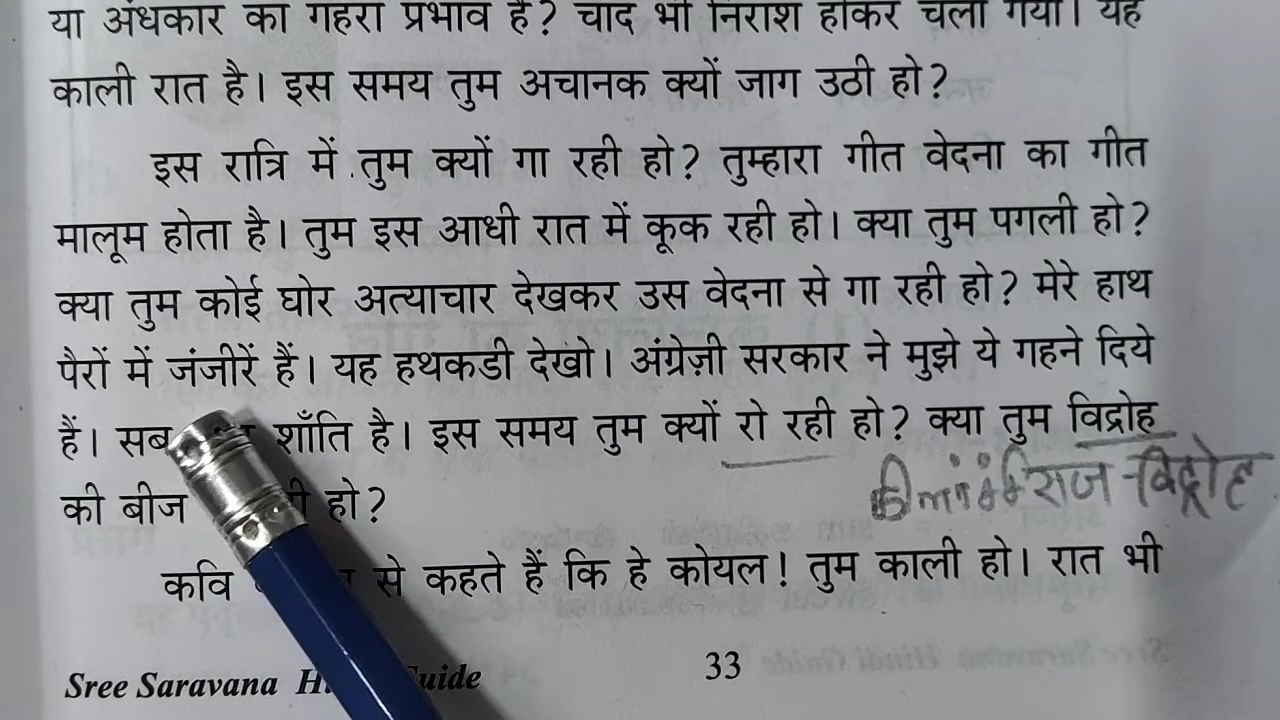 या अंधकार का गहरा प्रभाव है? चाँद भी निराश होकर चला गया। यह
काली रात है। इस समय तुम अचानक क्यों जाग उठी हो?
इस रात्रि में तुम क्यों गा रही हो? तुम्हारा गीत वेदना का गीत
मालूम होता है। तुम इस आधी रात में कूक रही हो। क्या तुम पगली हो?
क्या तुम कोई घोर अत्याचार देखकर उस वेदना से गा रही हो? मेरे हाथ
पैरों में जंजीरें हैं। यह हथकडी देखो। अंग्रेज़ी सरकार ने मुझे ये गहने दिये
हैं। सब शाँति है। इस समय तुम क्यों रो रही हो? क्या तुम विद्रोह
राज-विद्रोह
की बीज हो?
कवि से कहते हैं कि हे कोयल! तुम काली हो। रात भी
Sree Saravana Guide 33